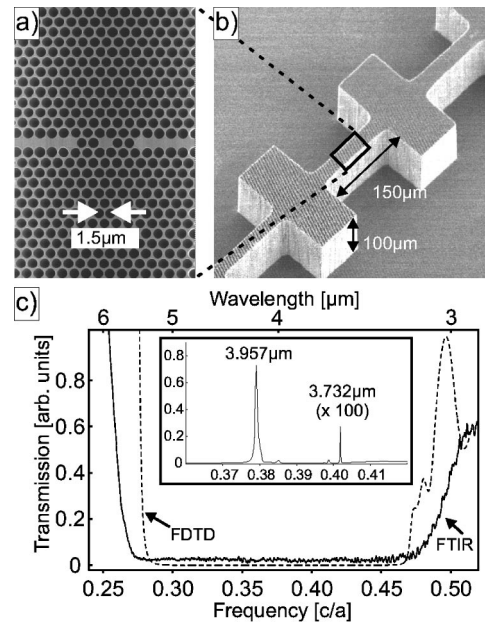 a)
b)
1.5μm
150μm
100μm
c)
Wavelength [μm]
6 5 4 3
Transmission [arb. units]
0.8
0.6
0.4
0.2
0
0.8
0.6
0.4
0.2
0
3.957μm
3.732μm
(x 100)
0.37 0.38 0.39 0.40 0.41
FDTD
FTIR
0.25 0.30 0.35 0.40 0.45 0.50
Frequency [c/a]